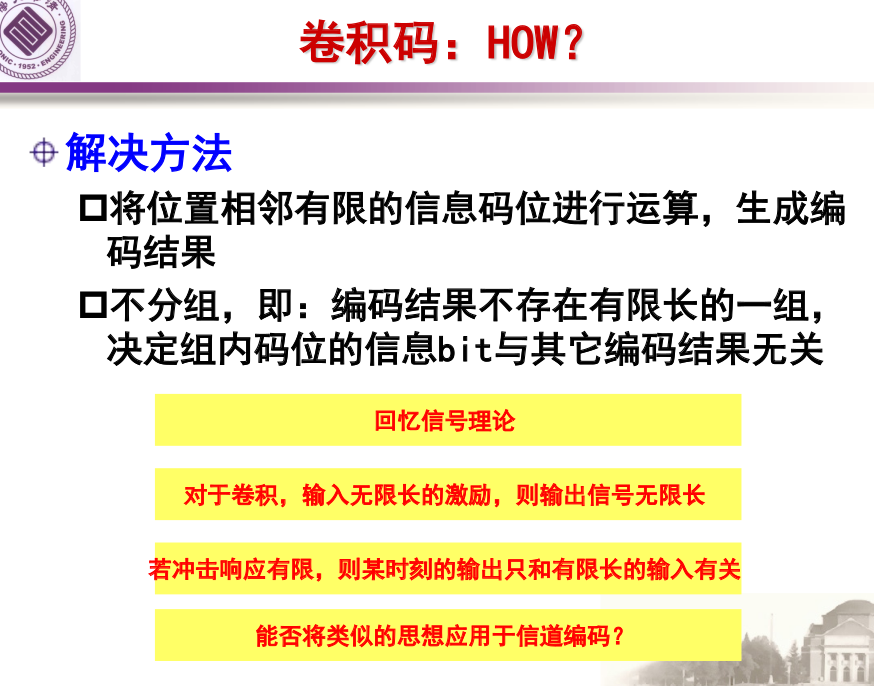 卷积码：HOW？
解决方法
将位置相邻有限的信息码位进行运算，生成编
码结果
不分组，即：编码结果不存在有限长的一组，
决定组内码位的信息bit与其它编码结果无关
回忆信号理论
对于卷积，输入无限长的激励，则输出信号无限长
若冲击响应有限，则某时刻的输出只和有限长的输入有关
能否将类似的思想应用于信道编码？